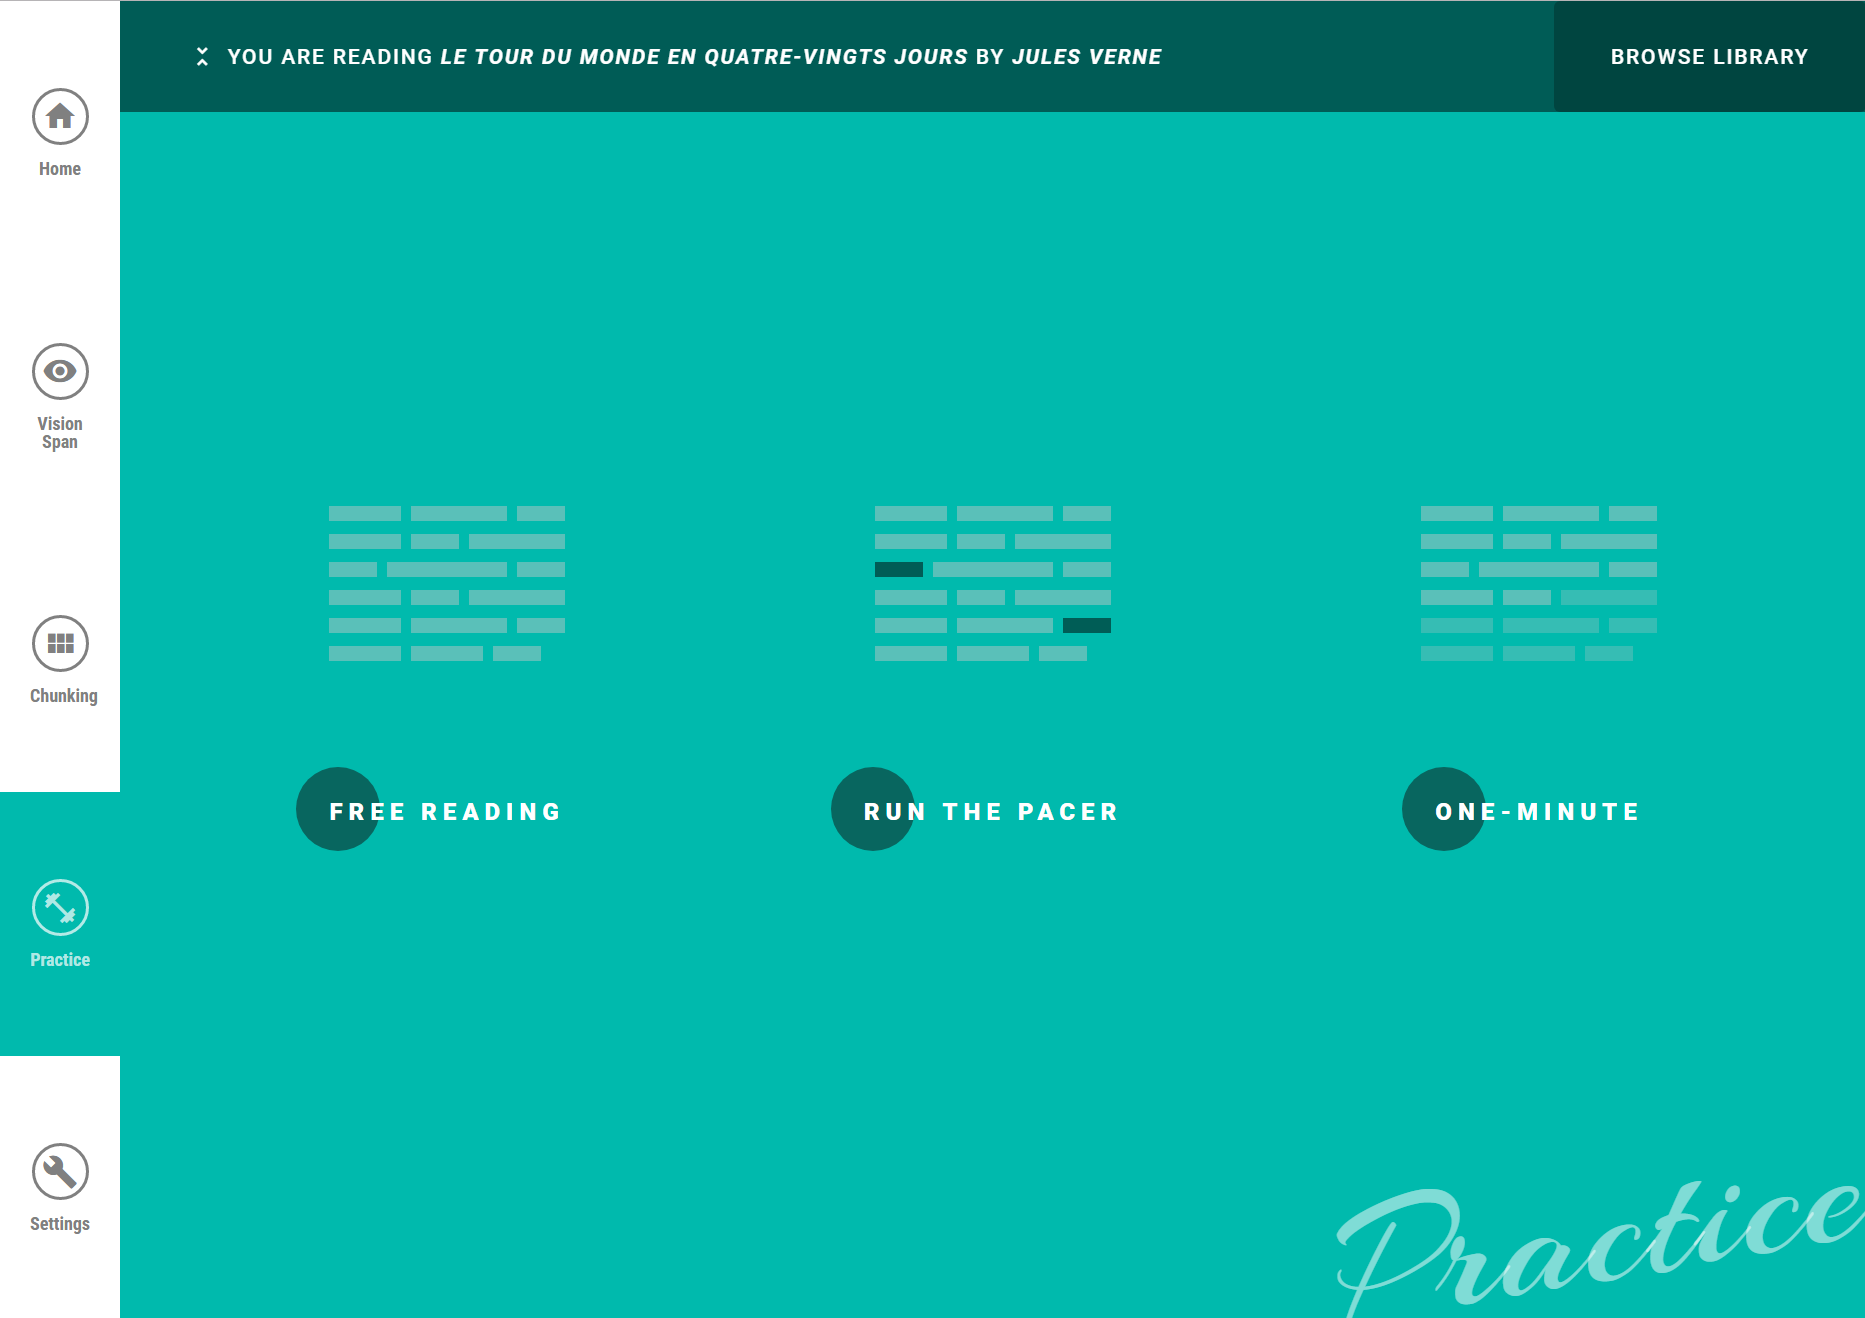 YOU ARE READING LE TOUR DU MONDE EN QUATRE-VINGTS JOURS BY JULES VERNE
BROWSE LIBRARY
Home
Vision
Span
Chunking
Practice
Settings
FREE READING
RUN THE PACER
ONE-MINUTE
Practice